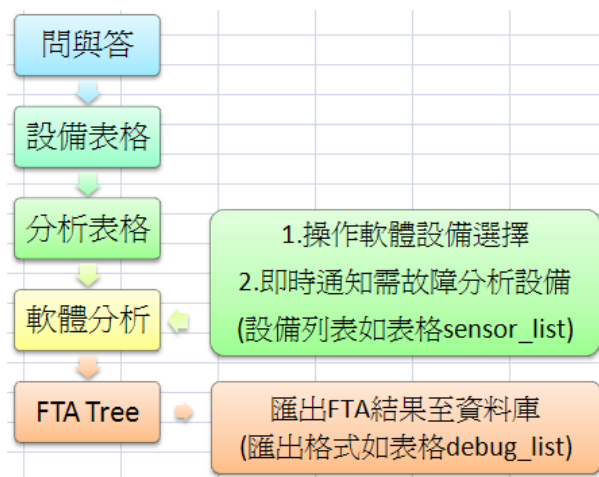 問與答
設備表格
分析表格
1.操作軟體設備選擇
2.即時通知需故障分析設備
(設備列表如表格sensor_list)
軟體分析
FTA Tree
匯出FTA結果至資料庫
(匯出格式如表格debug_list)